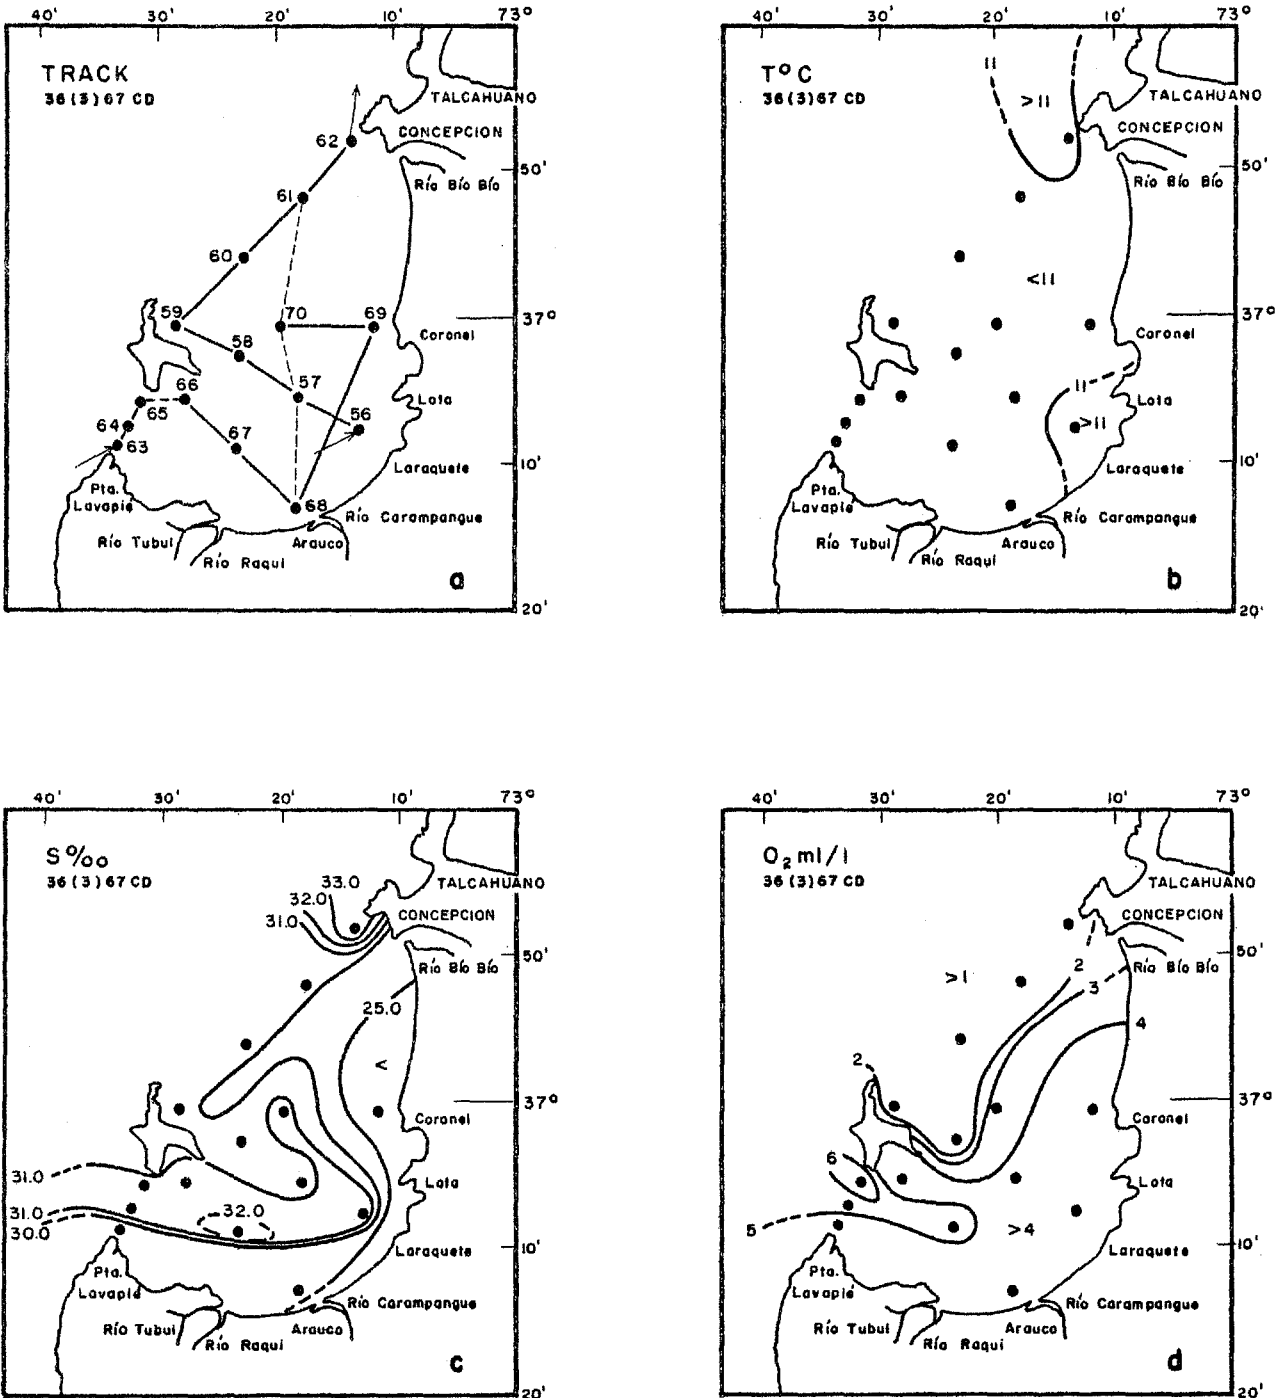 40' 30' 20' 10' 73°
TRACK
36(3)67 CD
TALCAHUANO
62
CONCEPCION
50'
Río Bío Bío
61
60
59
70
69
37°
58
Coronel
57
66
65
Lota
56
64
67
63
10'
Laraquete
Pta.
Lavapié
68
Río Carampangue
Río Tubul
Arauco
Río Raqui
a
20'
40' 30' 20' 10' 73°
T°C
36(3)67 CD
11
>11
TALCAHUANO
CONCEPCION
50'
Río Bío Bío
<11
37°
Coronel
11
Lota
>11
Laraquete
10'
Pta.
Lavapié
Río Carampangue
Río Tubul
Arauco
Río Raqui
b
20'
40' 30' 20' 10' 73°
S‰
36(3)67 CD
33.0
32.0
31.0
TALCAHUANO
CONCEPCION
50'
Río Bío Bío
25.0
<
37°
Coronel
31.0
Lota
31.0
32.0
30.0
10'
Laraquete
Pta.
Lavapié
Río Carampangue
Río Tubul
Arauco
Río Raqui
c
20'
40' 30' 20' 10' 73°
O₂ ml/l
36(3)67 CD
TALCAHUANO
CONCEPCION
50'
2
Río Bío Bío
>1
3
4
2
37°
Coronel
6
Lota
5
>4
10'
Laraquete
Pta.
Lavapié
Río Carampangue
Río Tubul
Arauco
Río Raqui
d
20'